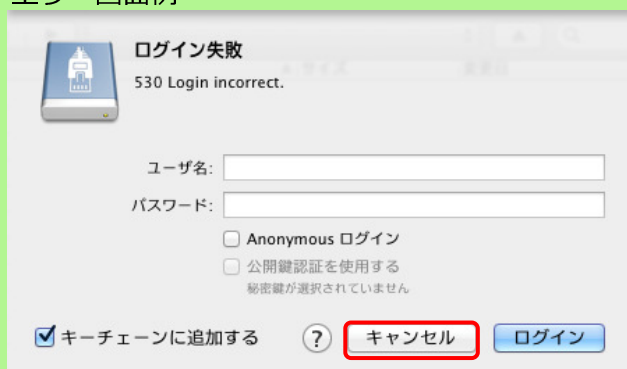 ログイン失敗
530 Login incorrect.
ユーザ名:
パスワード:
Anonymous ログイン
公開鍵認証を使用する
秘密鍵が選択されていません
キーチェーンに追加する ? キャンセル ログイン